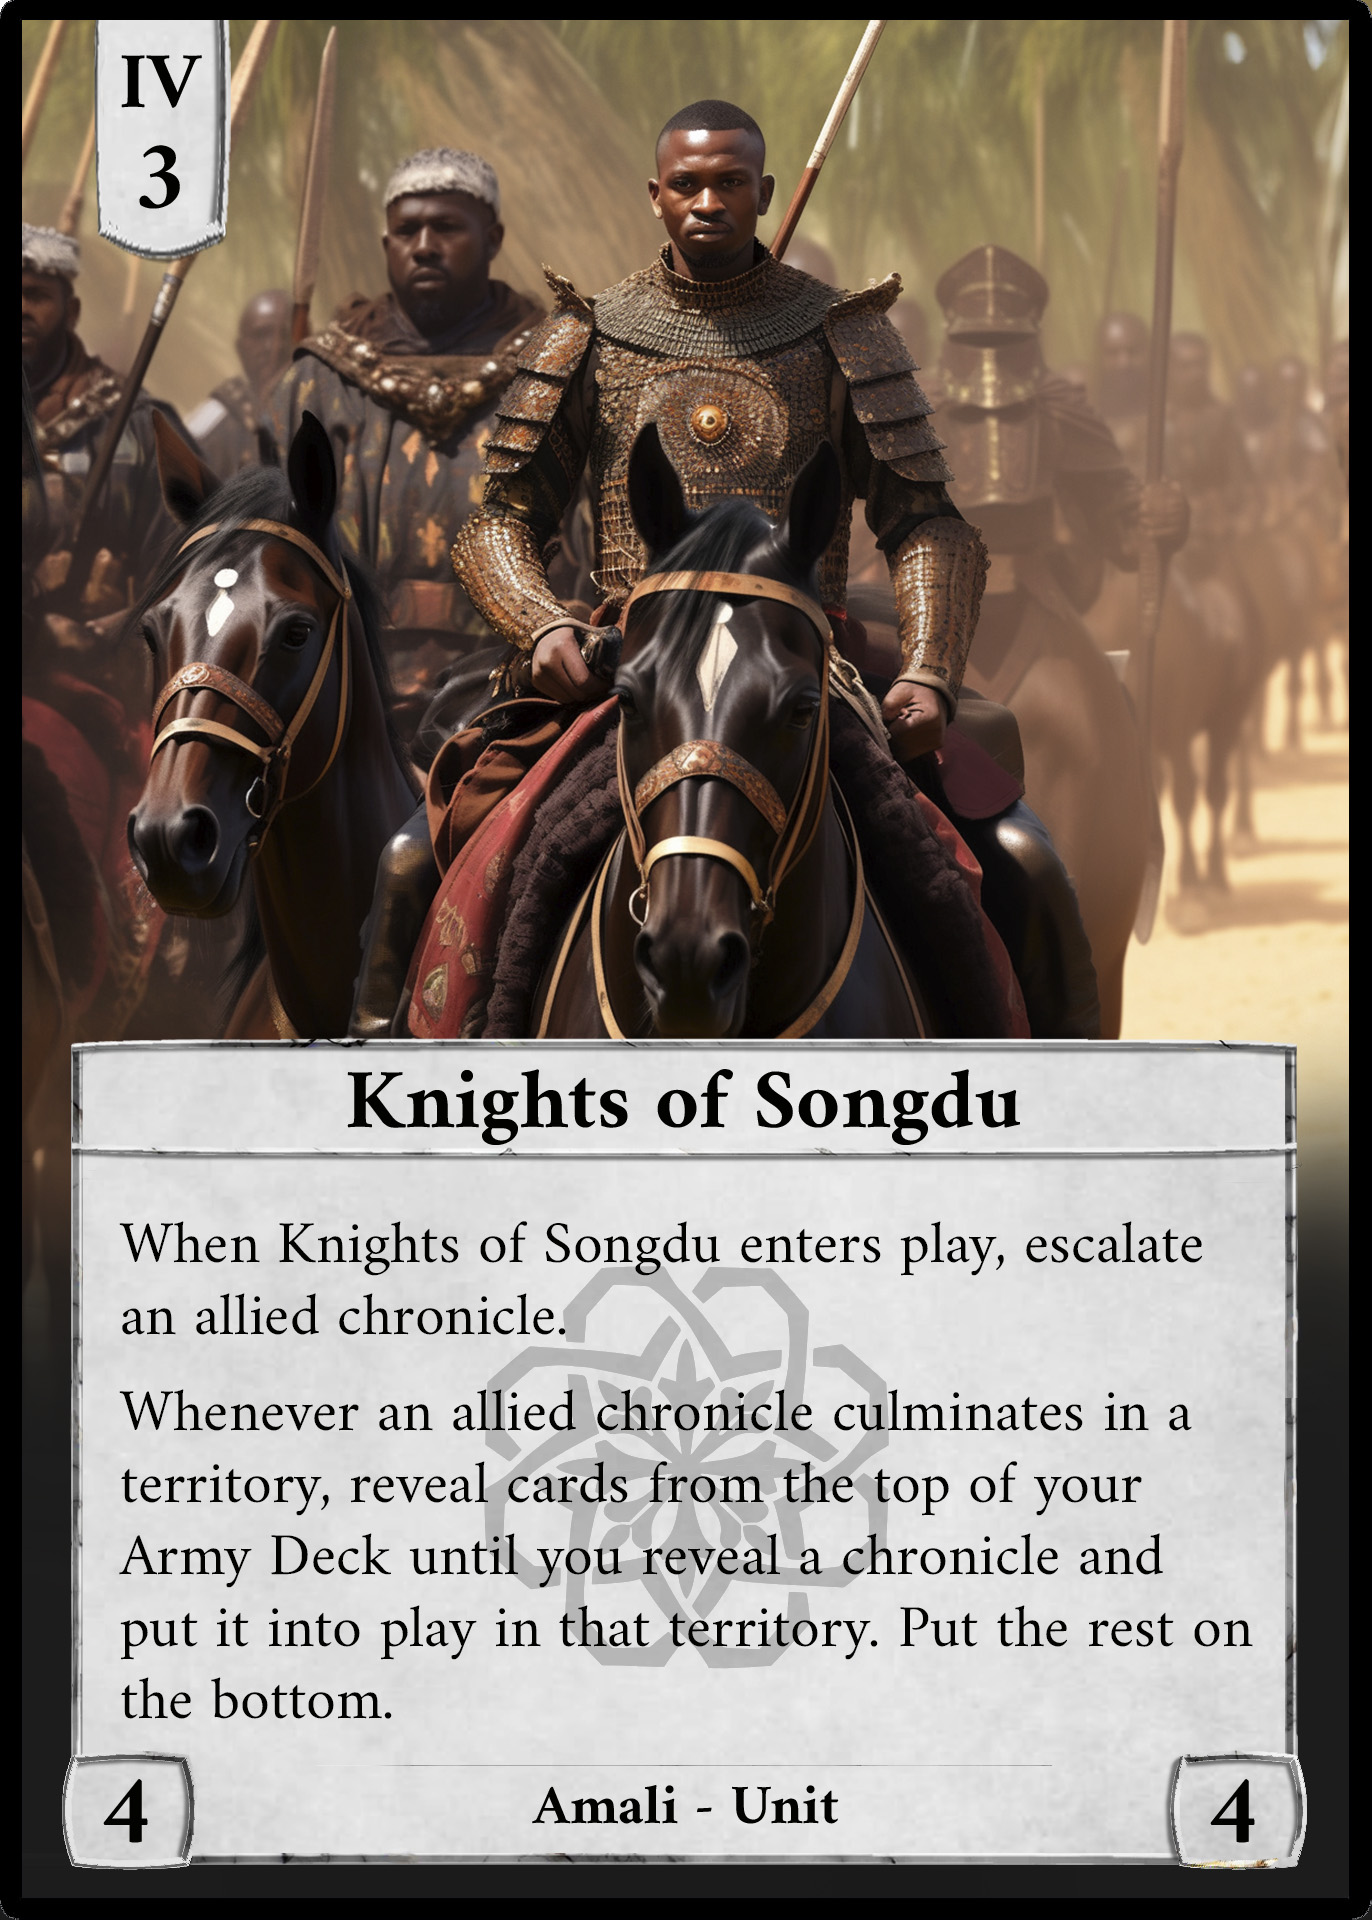 IV
3
Knights of Songdu
When Knights of Songdu enters play, escalate
an allied chronicle.
Whenever an allied chronicle culminates in a
territory, reveal cards from the top of your
Army Deck until you reveal a chronicle and
put it into play in that territory. Put the rest on
the bottom.
4
Amali - Unit
4